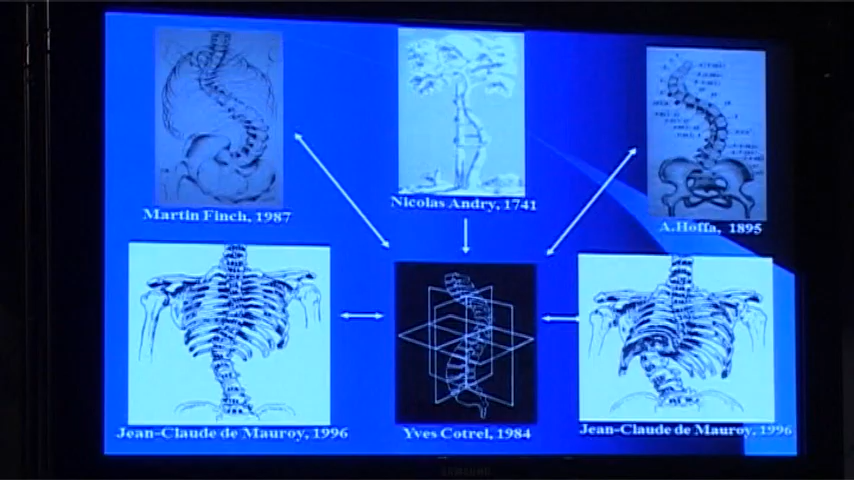 Nicolas Andry, 1741
Martin Finch, 1987
A.Hoffa, 1895
Jean-Claude de Mauroy, 1996
Yves Cotrel, 1984
Jean-Claude de Mauroy, 1996
SAMSUNG